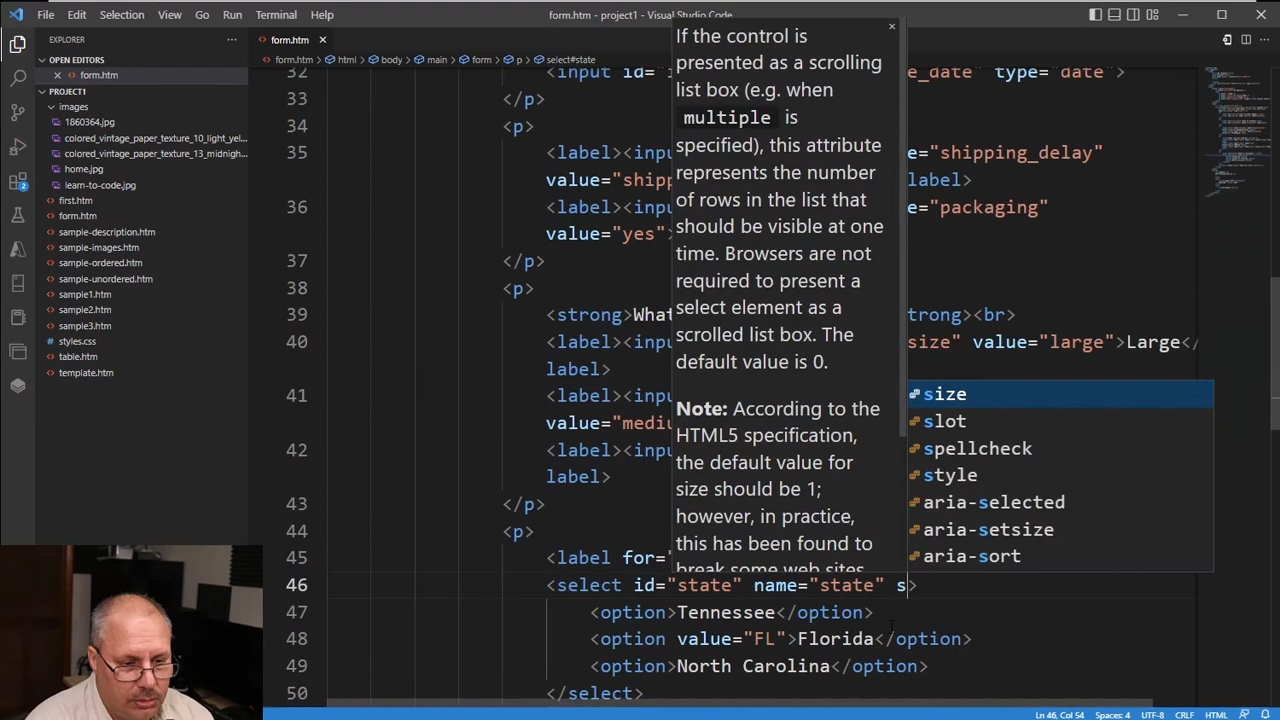 File Edit Selection View Go Run Terminal Help
form.htm - project1 - Visual Studio Code
EXPLORER
OPEN EDITORS
form.htm
PROJECT1
images
1860364.jpg
colored_vintage_paper_texture_10_light_yel...
colored_vintage_paper_texture_13_midnigh...
home.jpg
learn-to-code.jpg
first.htm
form.htm
sample-description.htm
sample-images.htm
sample-ordered.htm
sample-unordered.htm
sample1.htm
sample2.htm
sample3.htm
styles.css
table.htm
template.htm
2
form.htm
form.htm > html > body > main > form > p > select#state
32 <input id="i e_date" type="date">
33 </p>
34 <p>
35 <label><inpu e="shipping_delay"
value="shipp label>
36 <label><inpu e="packaging"
value="yes">
37 </p>
38 <p>
39 <strong>What trong><br>
40 <label><inpu size" value="large">Large</
label>
41 <label><inpu
value="mediu
42 <label><inpu
label>
43 </p>
44 <p>
45 <label for="
46 <select id="state" name="state" s>
47 <option>Tennessee</option>
48 <option value="FL">Florida</option>
49 <option>North Carolina</option>
50 </select>
If the control is
presented as a scrolling
list box (e.g. when
multiple is
specified), this attribute
represents the number
of rows in the list that
should be visible at one
time. Browsers are not
required to present a
select element as a
scrolled list box. The
default value is 0.
Note: According to the
HTML5 specification,
the default value for
size should be 1;
however, in practice,
this has been found to
break some web sites
size
slot
spellcheck
style
aria-selected
aria-setsize
aria-sort
Ln 46, Col 54 Spaces: 4 UTF-8 CRLF HTML